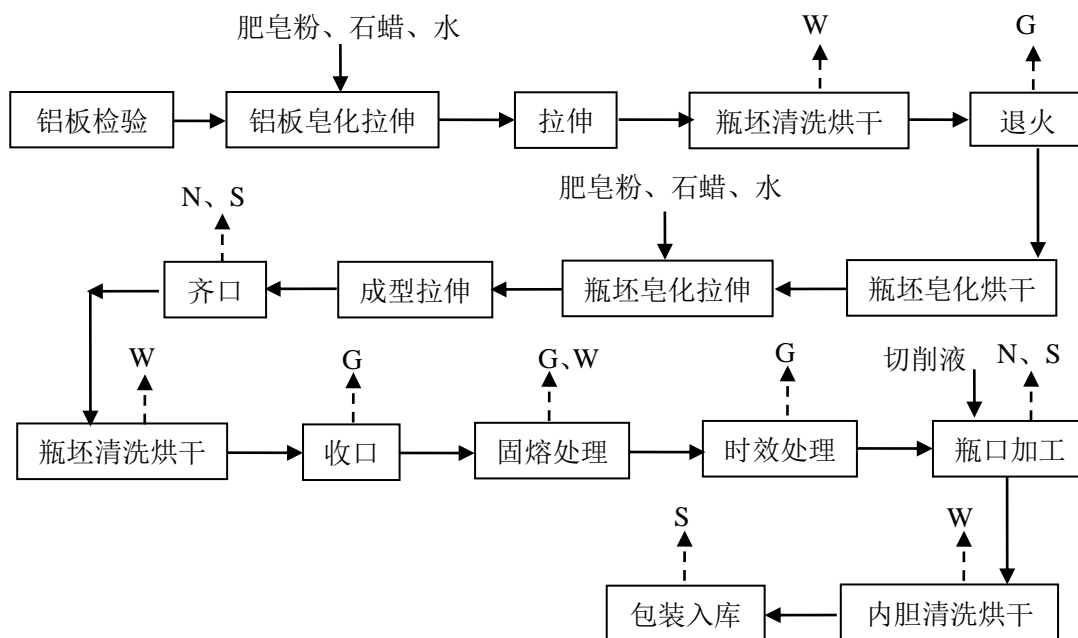 肥皂粉、石蜡、水
W
G
铝板检验
铝板皂化拉伸
拉伸
瓶坯清洗烘干
退火
N、S
肥皂粉、石蜡、水
齐口
成型拉伸
瓶坯皂化拉伸
瓶坯皂化烘干
W
G
G、W
G
切削液
N、S
瓶坯清洗烘干
收口
固熔处理
时效处理
瓶口加工
S
W
包装入库
内胆清洗烘干